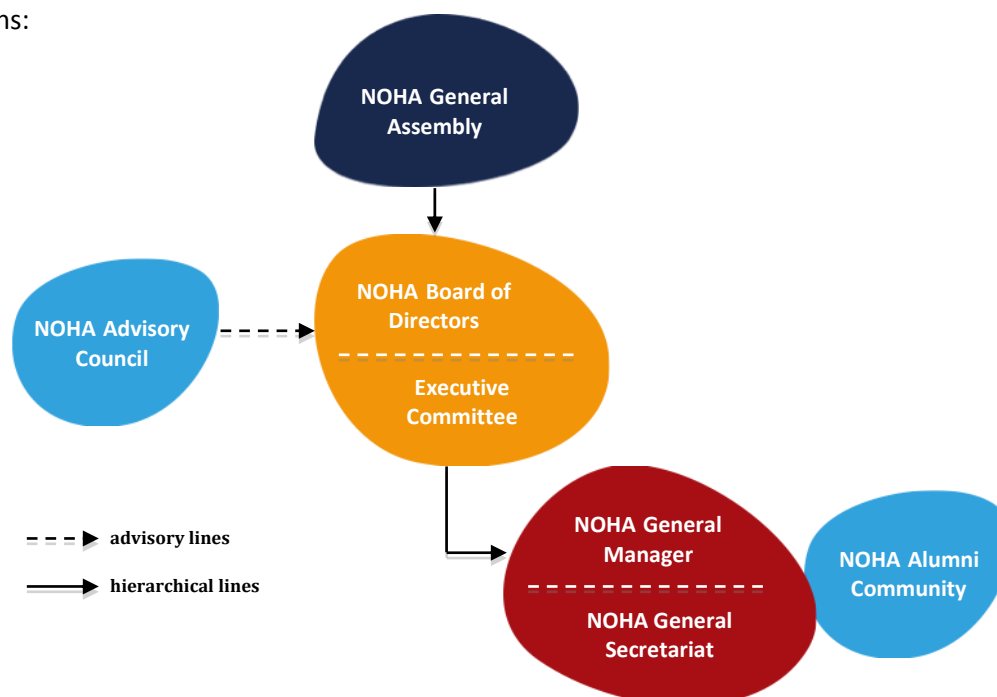 ns:
NOHA General
Assembly
NOHA Board of
Directors
NOHA Advisory
Council
Executive
Committee
advisory lines
hierarchical lines
NOHA General
Manager
NOHA General
Secretariat
NOHA Alumni
Community